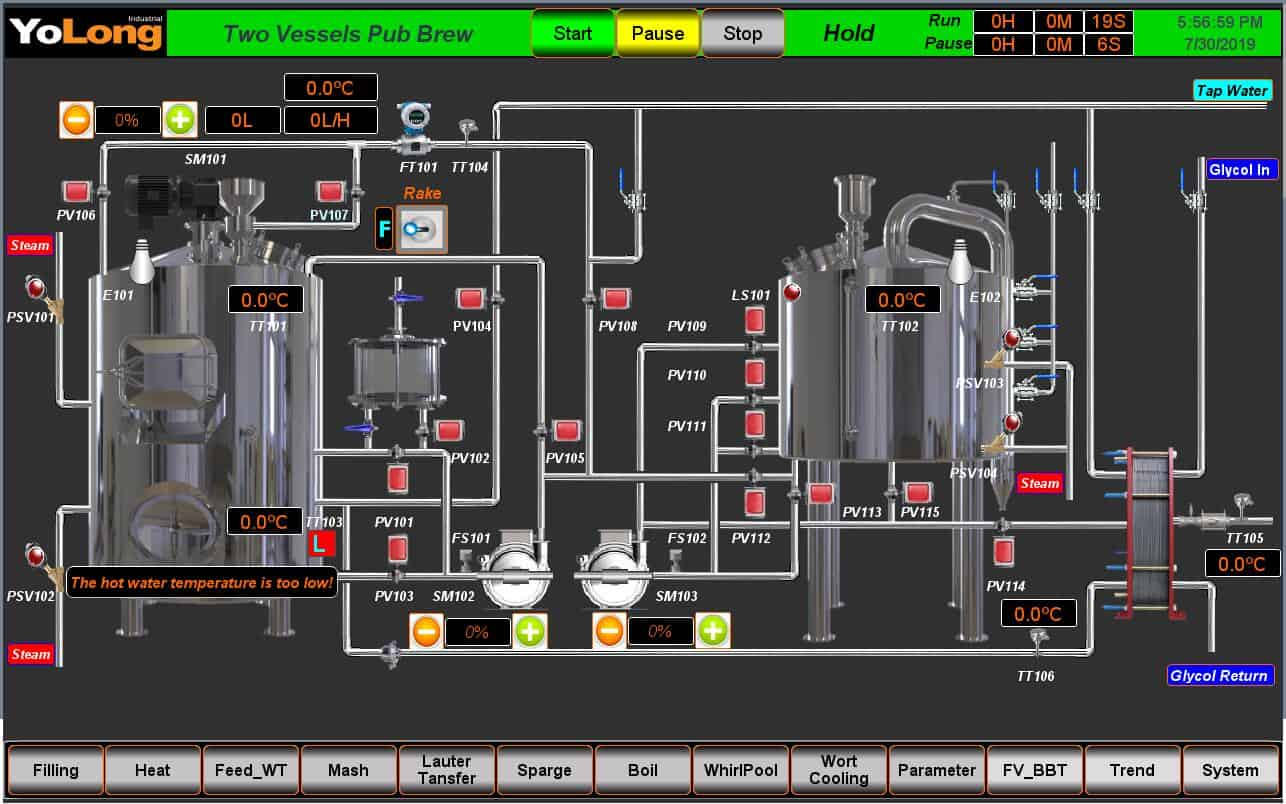 YoLong Industrial
Two Vessels Pub Brew
Start
Pause
Stop
Hold
Run 0H 0M 19S
Pause 0H 0M 6S
5:56:59 PM
7/30/2019
Tap Water
0.0ºC
0%
0L
0L/H
SM101
FT101
TT104
Glycol In
PV106
PV107
Rake
F
Steam
E101
0.0ºC
TT101
PSV101
PV104
PV108
LS101
0.0ºC
TT102
E102
PV109
PV110
PSV103
PV111
PV102
PV105
PSV104
Steam
0.0ºC
TT103
PV101
L
PV112
PV113
PV115
FS101
FS102
TT105
0.0ºC
The hot water temperature is too low!
PSV102
PV103
SM102
SM103
PV114
0.0ºC
0%
0%
Steam
TT106
Glycol Return
Filling
Heat
Feed_WT
Mash
Lauter
Tansfer
Sparge
Boil
WhirlPool
Wort
Cooling
Parameter
FV_BBT
Trend
System